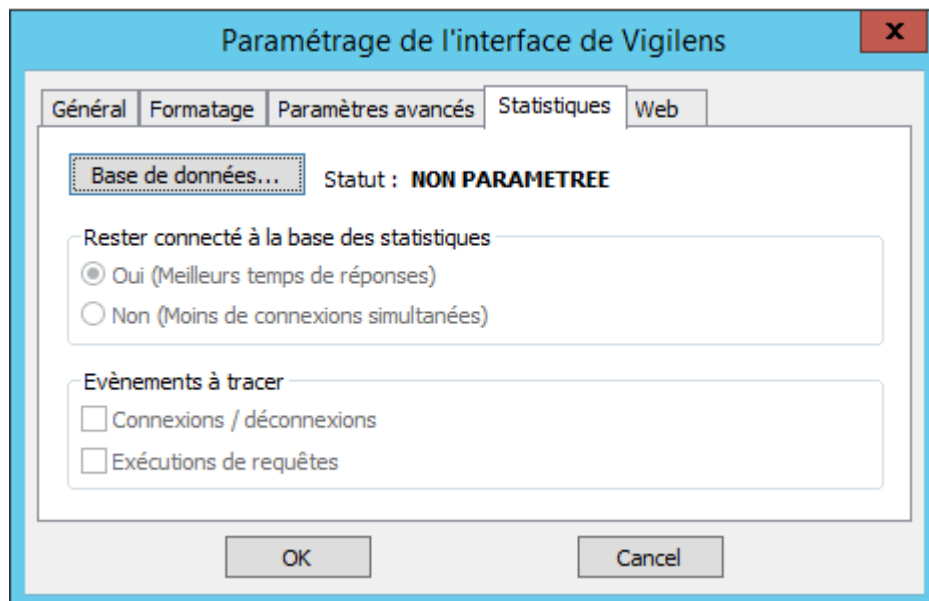 Paramétrage de l'interface de Vigilens
x
Général Formatage Paramètres avancés Statistiques Web
Base de données... Statut : NON PARAMETREE
Rester connecté à la base des statistiques
Oui (Meilleurs temps de réponses)
Non (Moins de connexions simultanées)
Evènements à tracer
Connexions / déconnexions
Exécutions de requêtes
OK Cancel